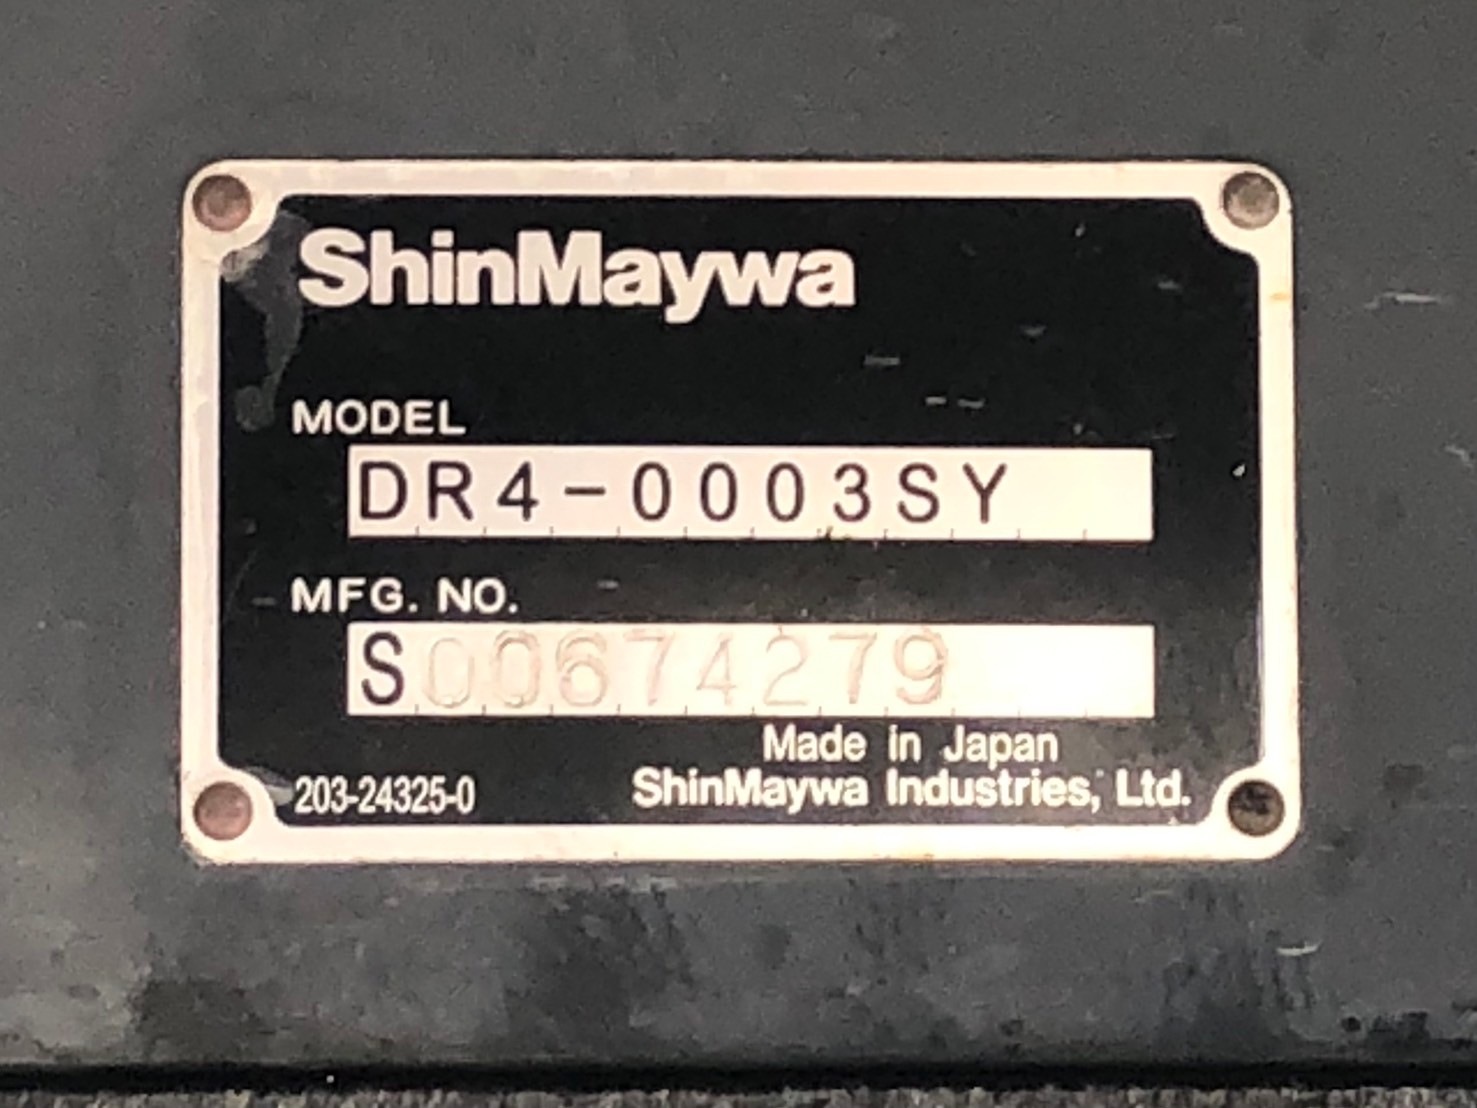 ShinMaywa
MODEL
DR4-0003SY
MFG. NO.
S00674279
Made in Japan
203-24325-0 ShinMaywa Industries, Ltd.